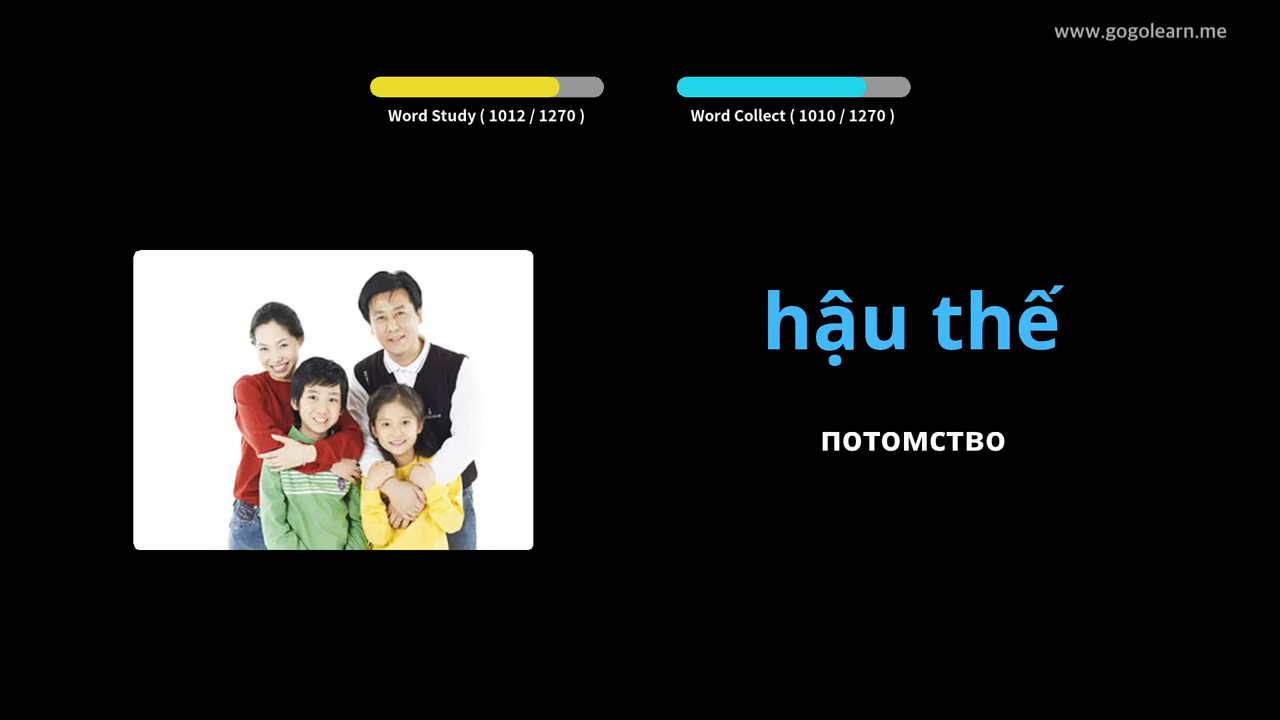 www.gogolearn.me
Word Study ( 1012 / 1270 )
Word Collect ( 1010 / 1270 )
hậu thế
потомство